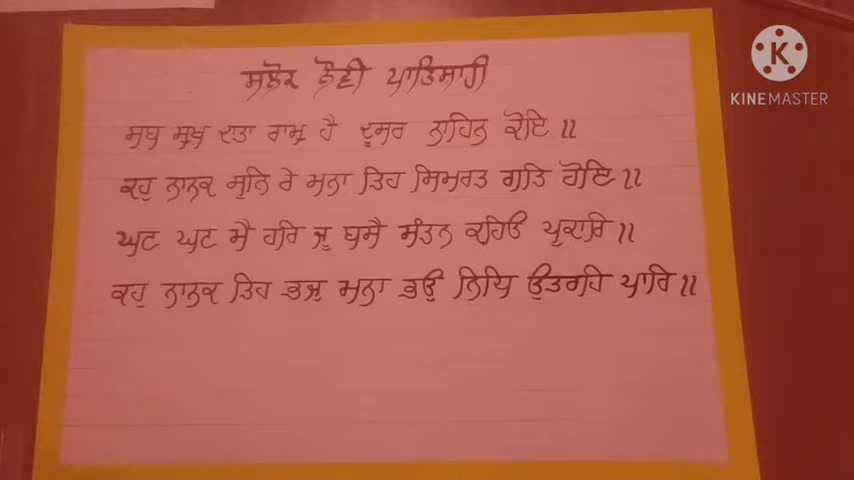 ਸਲੋਕ ਨੌਵੀ ਪਾਤਿਸਾਹੀ
ਸਭ ਸੁਖ ਦਾਤਾ ਰਾਮੁ ਹੈ ਦੂਸਰ ਨਾਹਿਨ ਕੋਇ ॥
ਕਹੁ ਨਾਨਕ ਸੁਨਿ ਰੇ ਮਨਾ ਤਿਹ ਸਿਮਰਤ ਗਤਿ ਹੋਇ ॥
ਘਟ ਘਟ ਮੈ ਹਰਿ ਜੂ ਬਸੈ ਸੰਤਨ ਕਹਿਓ ਪੁਕਾਰਿ ॥
ਕਹੁ ਨਾਨਕ ਤਿਹ ਭਜੁ ਮਨਾ ਭਉ ਨਿਧਿ ਉਤਰਹਿ ਪਾਰਿ ॥
KINEMASTER